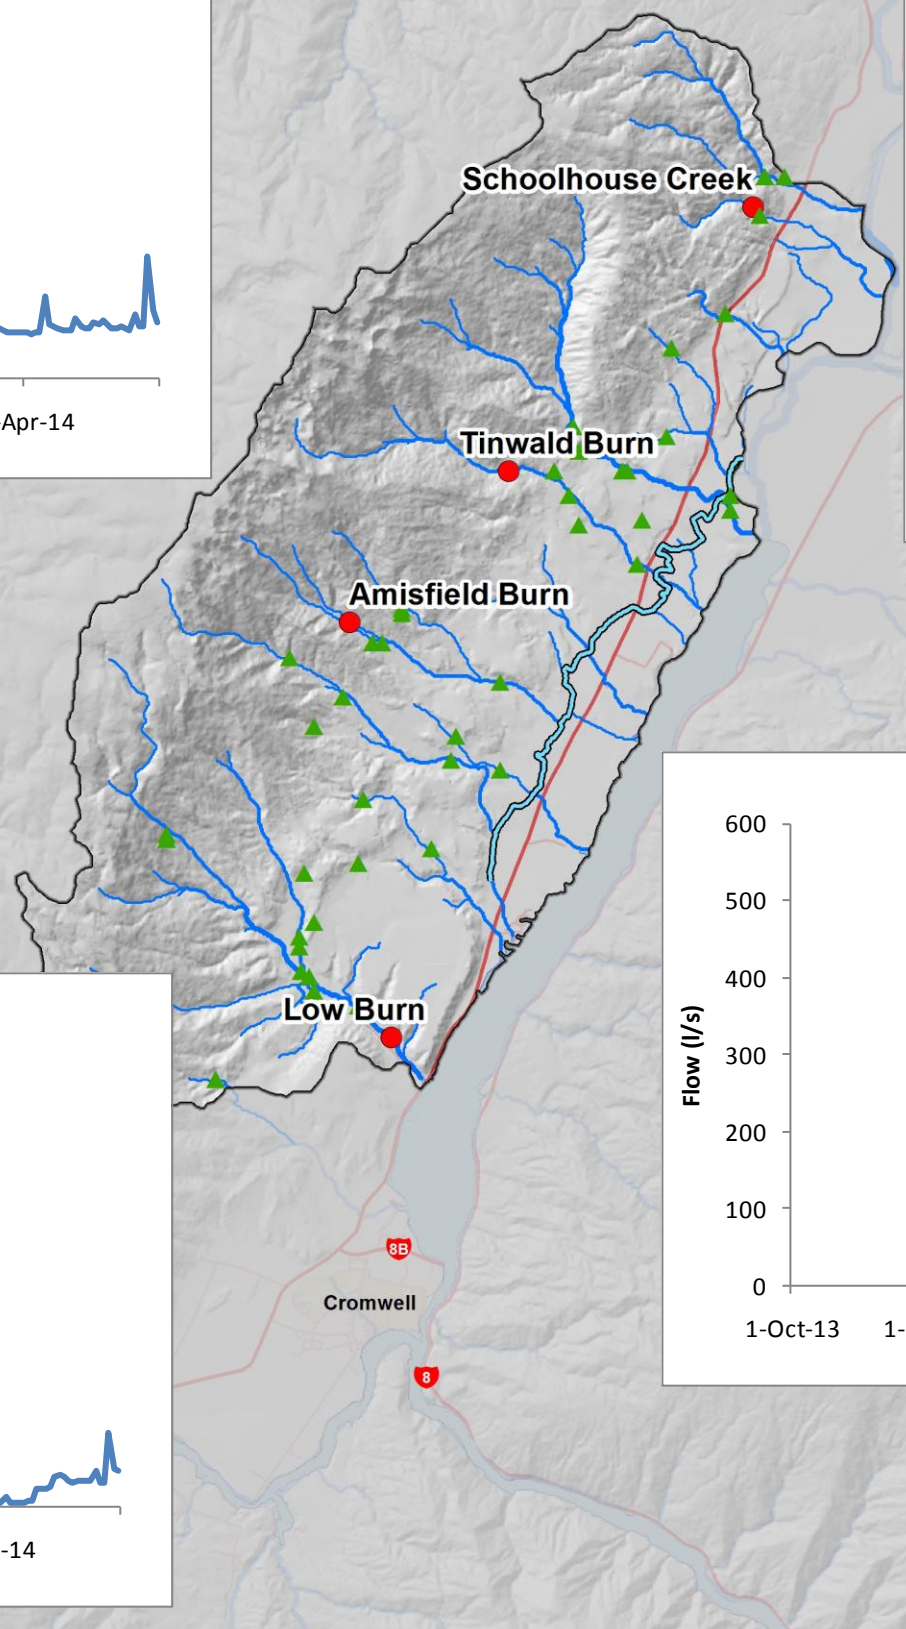 Schoolhouse Creek
-Apr-14
Tinwald Burn
Amisfield Burn
600
500
400
300
200
100
0
Flow (l/s)
1-Oct-13
1-
Low Burn
8B
Cromwell
8
-14